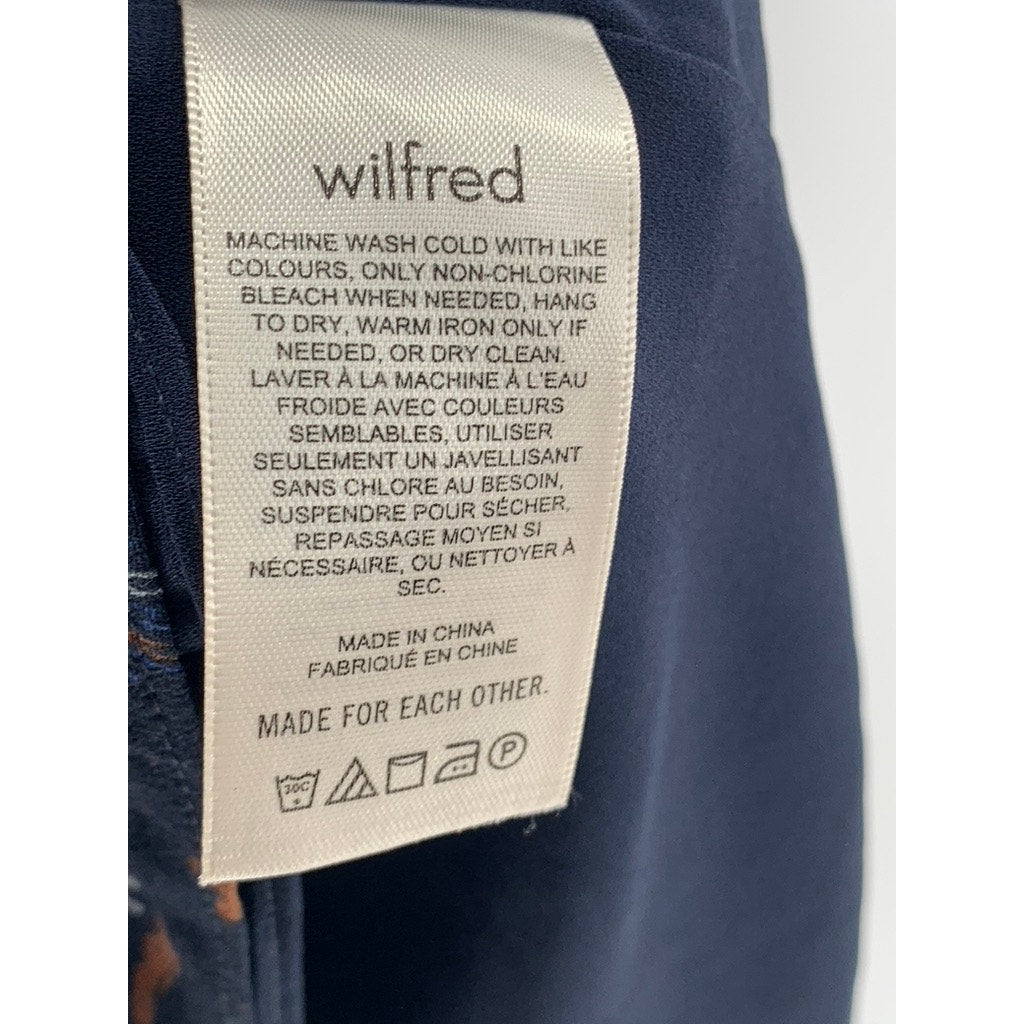 wilfred
MACHINE WASH COLD WITH LIKE
COLOURS, ONLY NON-CHLORINE
BLEACH WHEN NEEDED, HANG
TO DRY, WARM IRON ONLY IF
NEEDED, OR DRY CLEAN.
LAVER À LA MACHINE À L'EAU
FROIDE AVEC COULEURS
SEMBLABLES, UTILISER
SEULEMENT UN JAVELLISANT
SANS CHLORE AU BESOIN,
SUSPENDRE POUR SÉCHER,
REPASSAGE MOYEN SI
NÉCESSAIRE, OU NETTOYER À
SEC.
MADE IN CHINA
FABRIQUÉ EN CHINE
MADE FOR EACH OTHER.
30C P